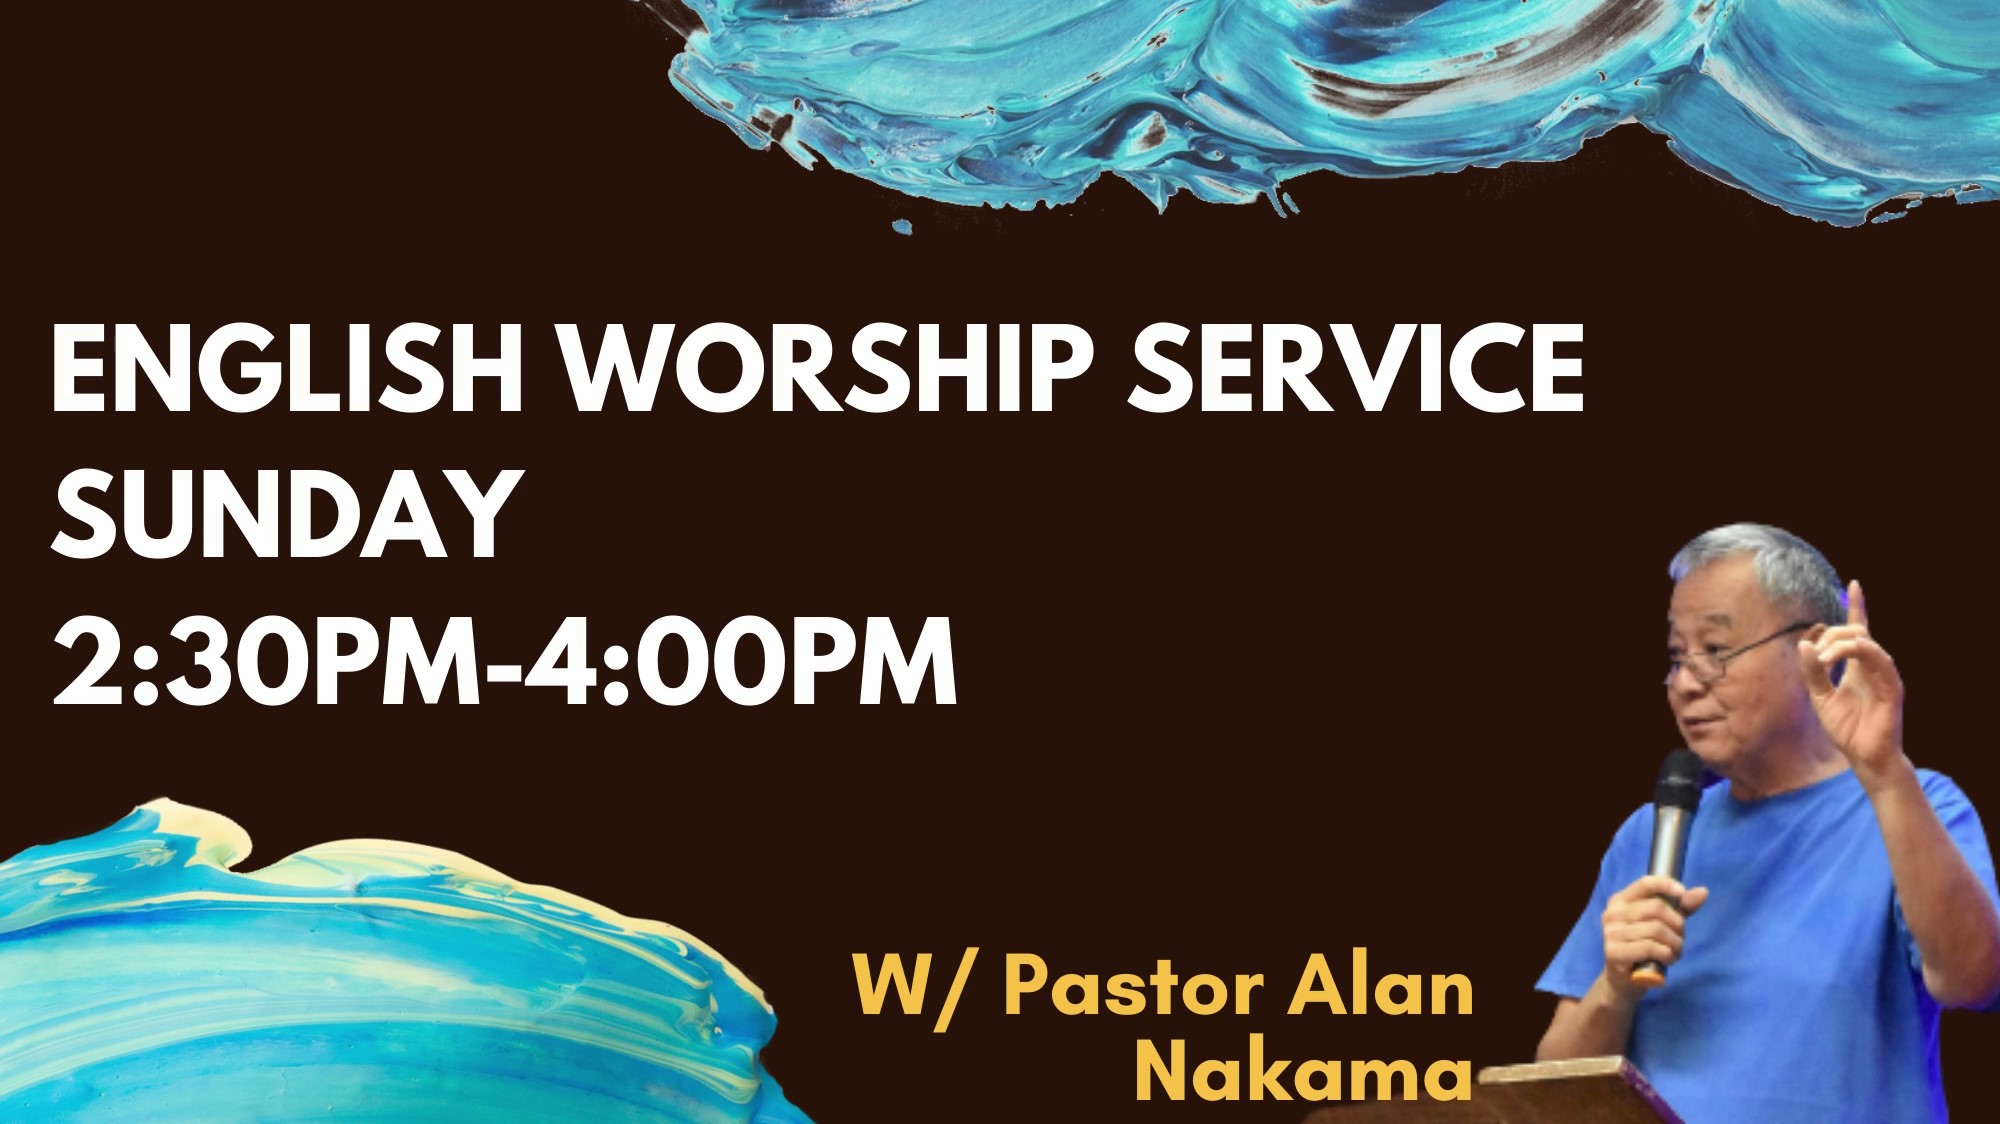 ENGLISH WORSHIP SERVICE
SUNDAY
2:30PM-4:00PM
W/ Pastor Alan
Nakama